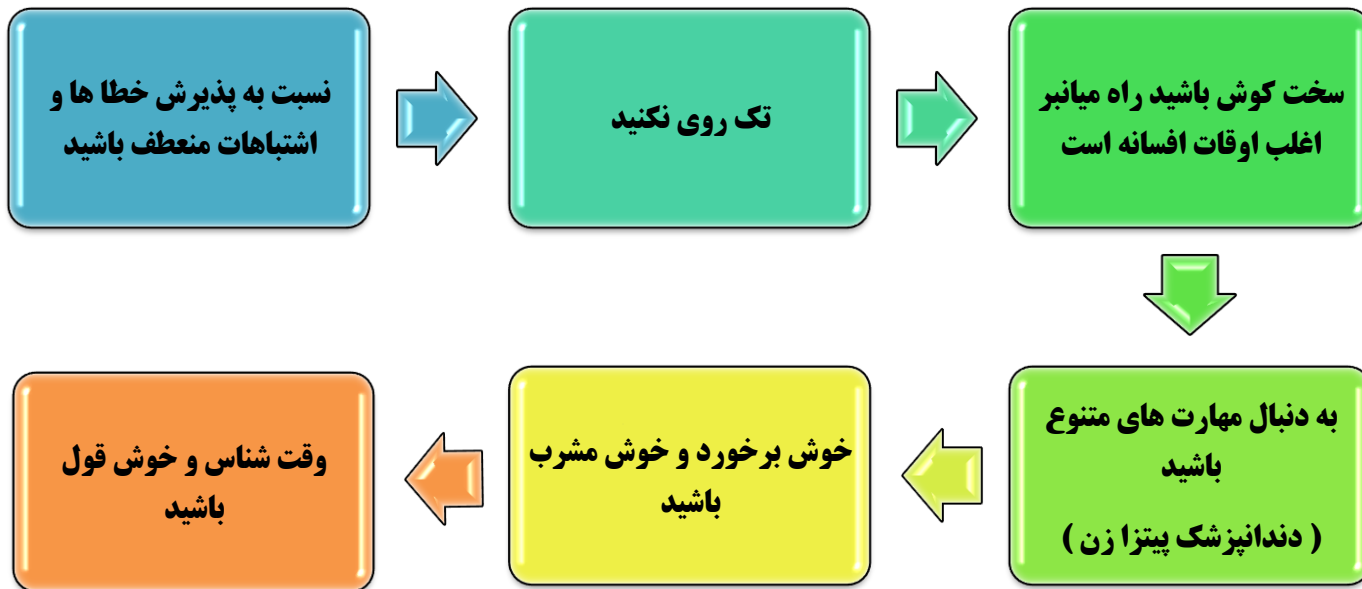 نسبت به پذیرش خطا ها و
اشتباهات منعطف باشید
تک روی نکنید
سخت کوش باشید راه میانبر
اغلب اوقات افسانه است
به دنبال مهارت های متنوع
باشید
( دندانپزشک پیتزا زن )
خوش برخورد و خوش مشرب
باشید
وقت شناس و خوش قول
باشید